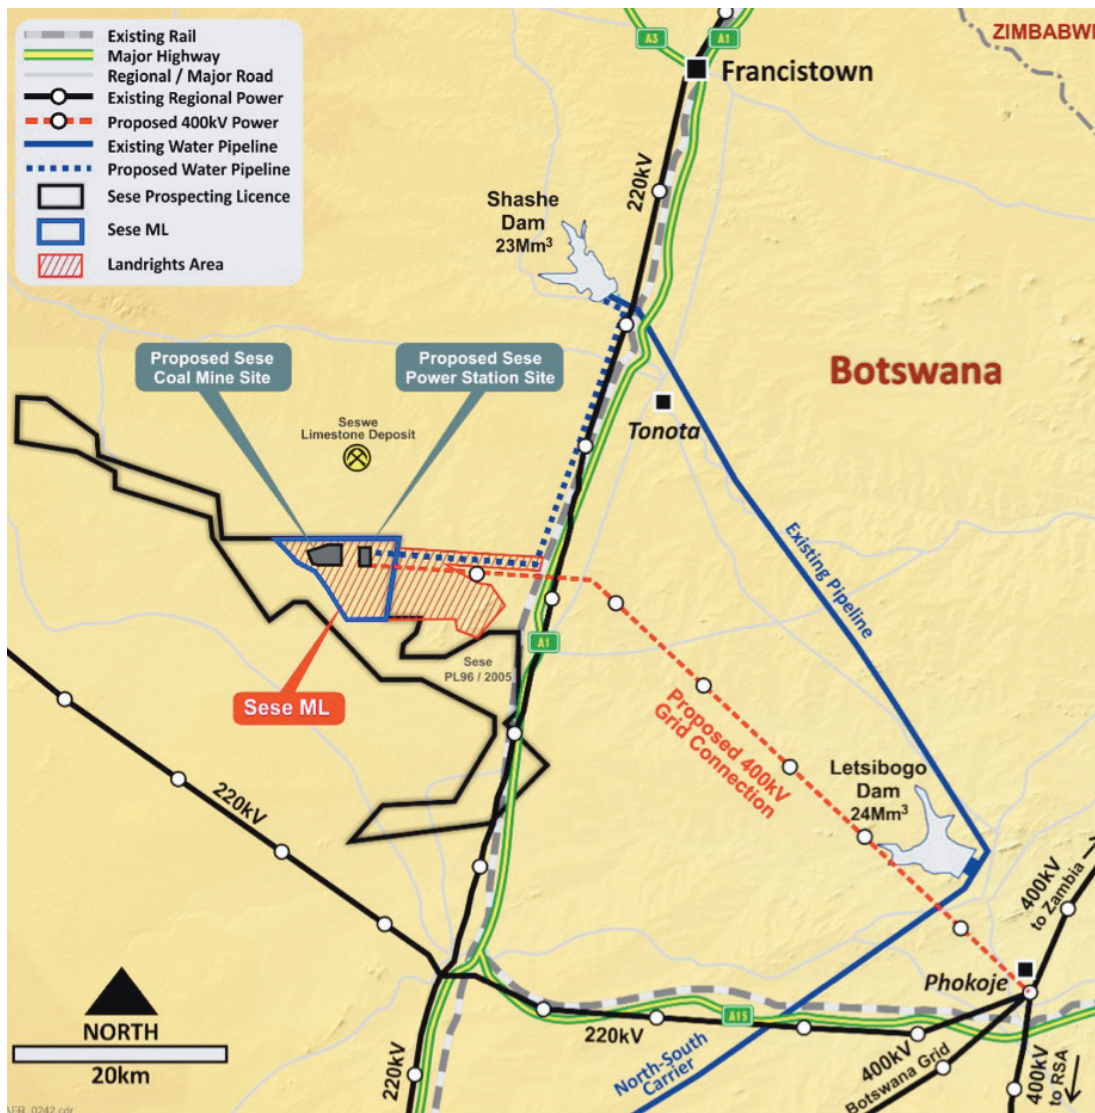 Existing Rail
Major Highway
Regional / Major Road
Existing Regional Power
Proposed 400kV Power
Existing Water Pipeline
Proposed Water Pipeline
Sese Prospecting Licence
Sese ML
Landrights Area
A3
A1
ZIMBABWE
Francistown
220kV
Shashe
Dam
23Mm³
Proposed Sese
Coal Mine Site
Proposed Sese
Power Station Site
Botswana
Seswe
Limestone Deposit
Tonota
Existing Pipeline
A1
Sese
PL96 / 2005
Sese ML
Proposed 400kV
Grid Connection
Letsibogo
Dam
24Mm³
220kV
400kV
to Zambia
Phokoje
NORTH
20km
220kV
220kV
A15
North-South
Carrier
400kV
Botswana Grid
400kV
to RSA